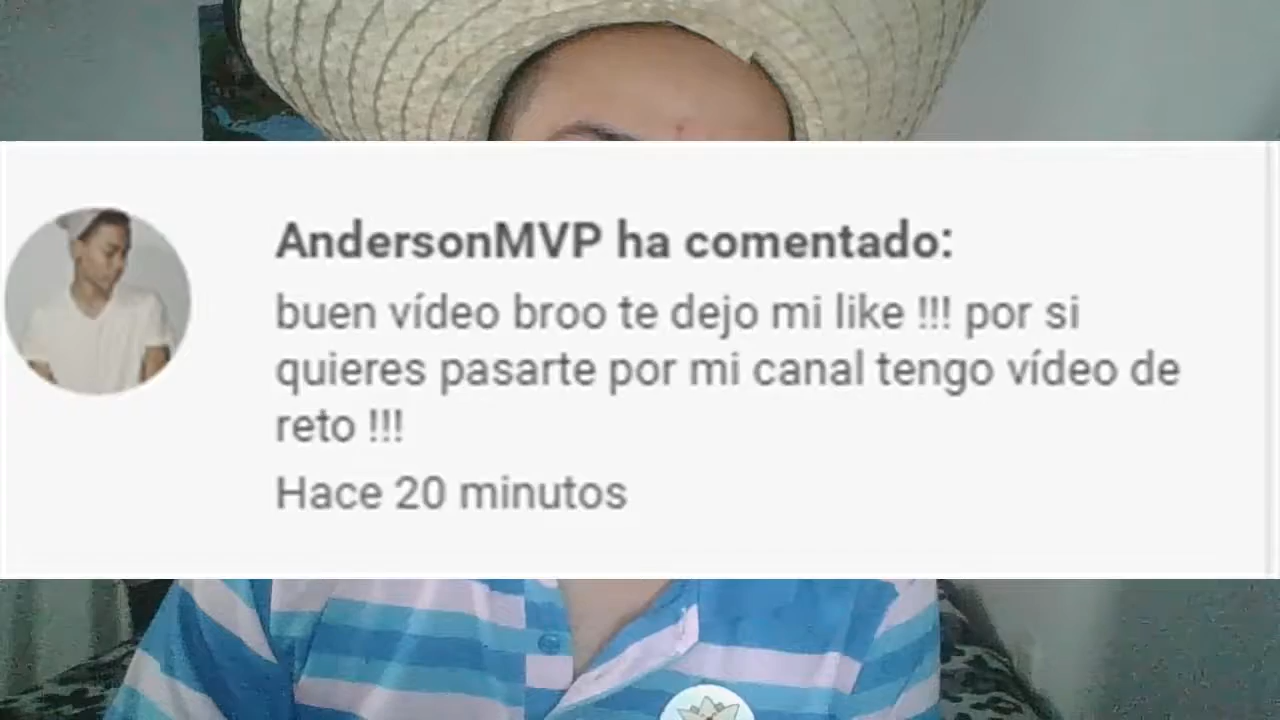 AndersonMVP ha comentado:
buen vídeo broo te dejo mi like !!! por si
quieres pasarte por mi canal tengo vídeo de
reto !!!
Hace 20 minutos